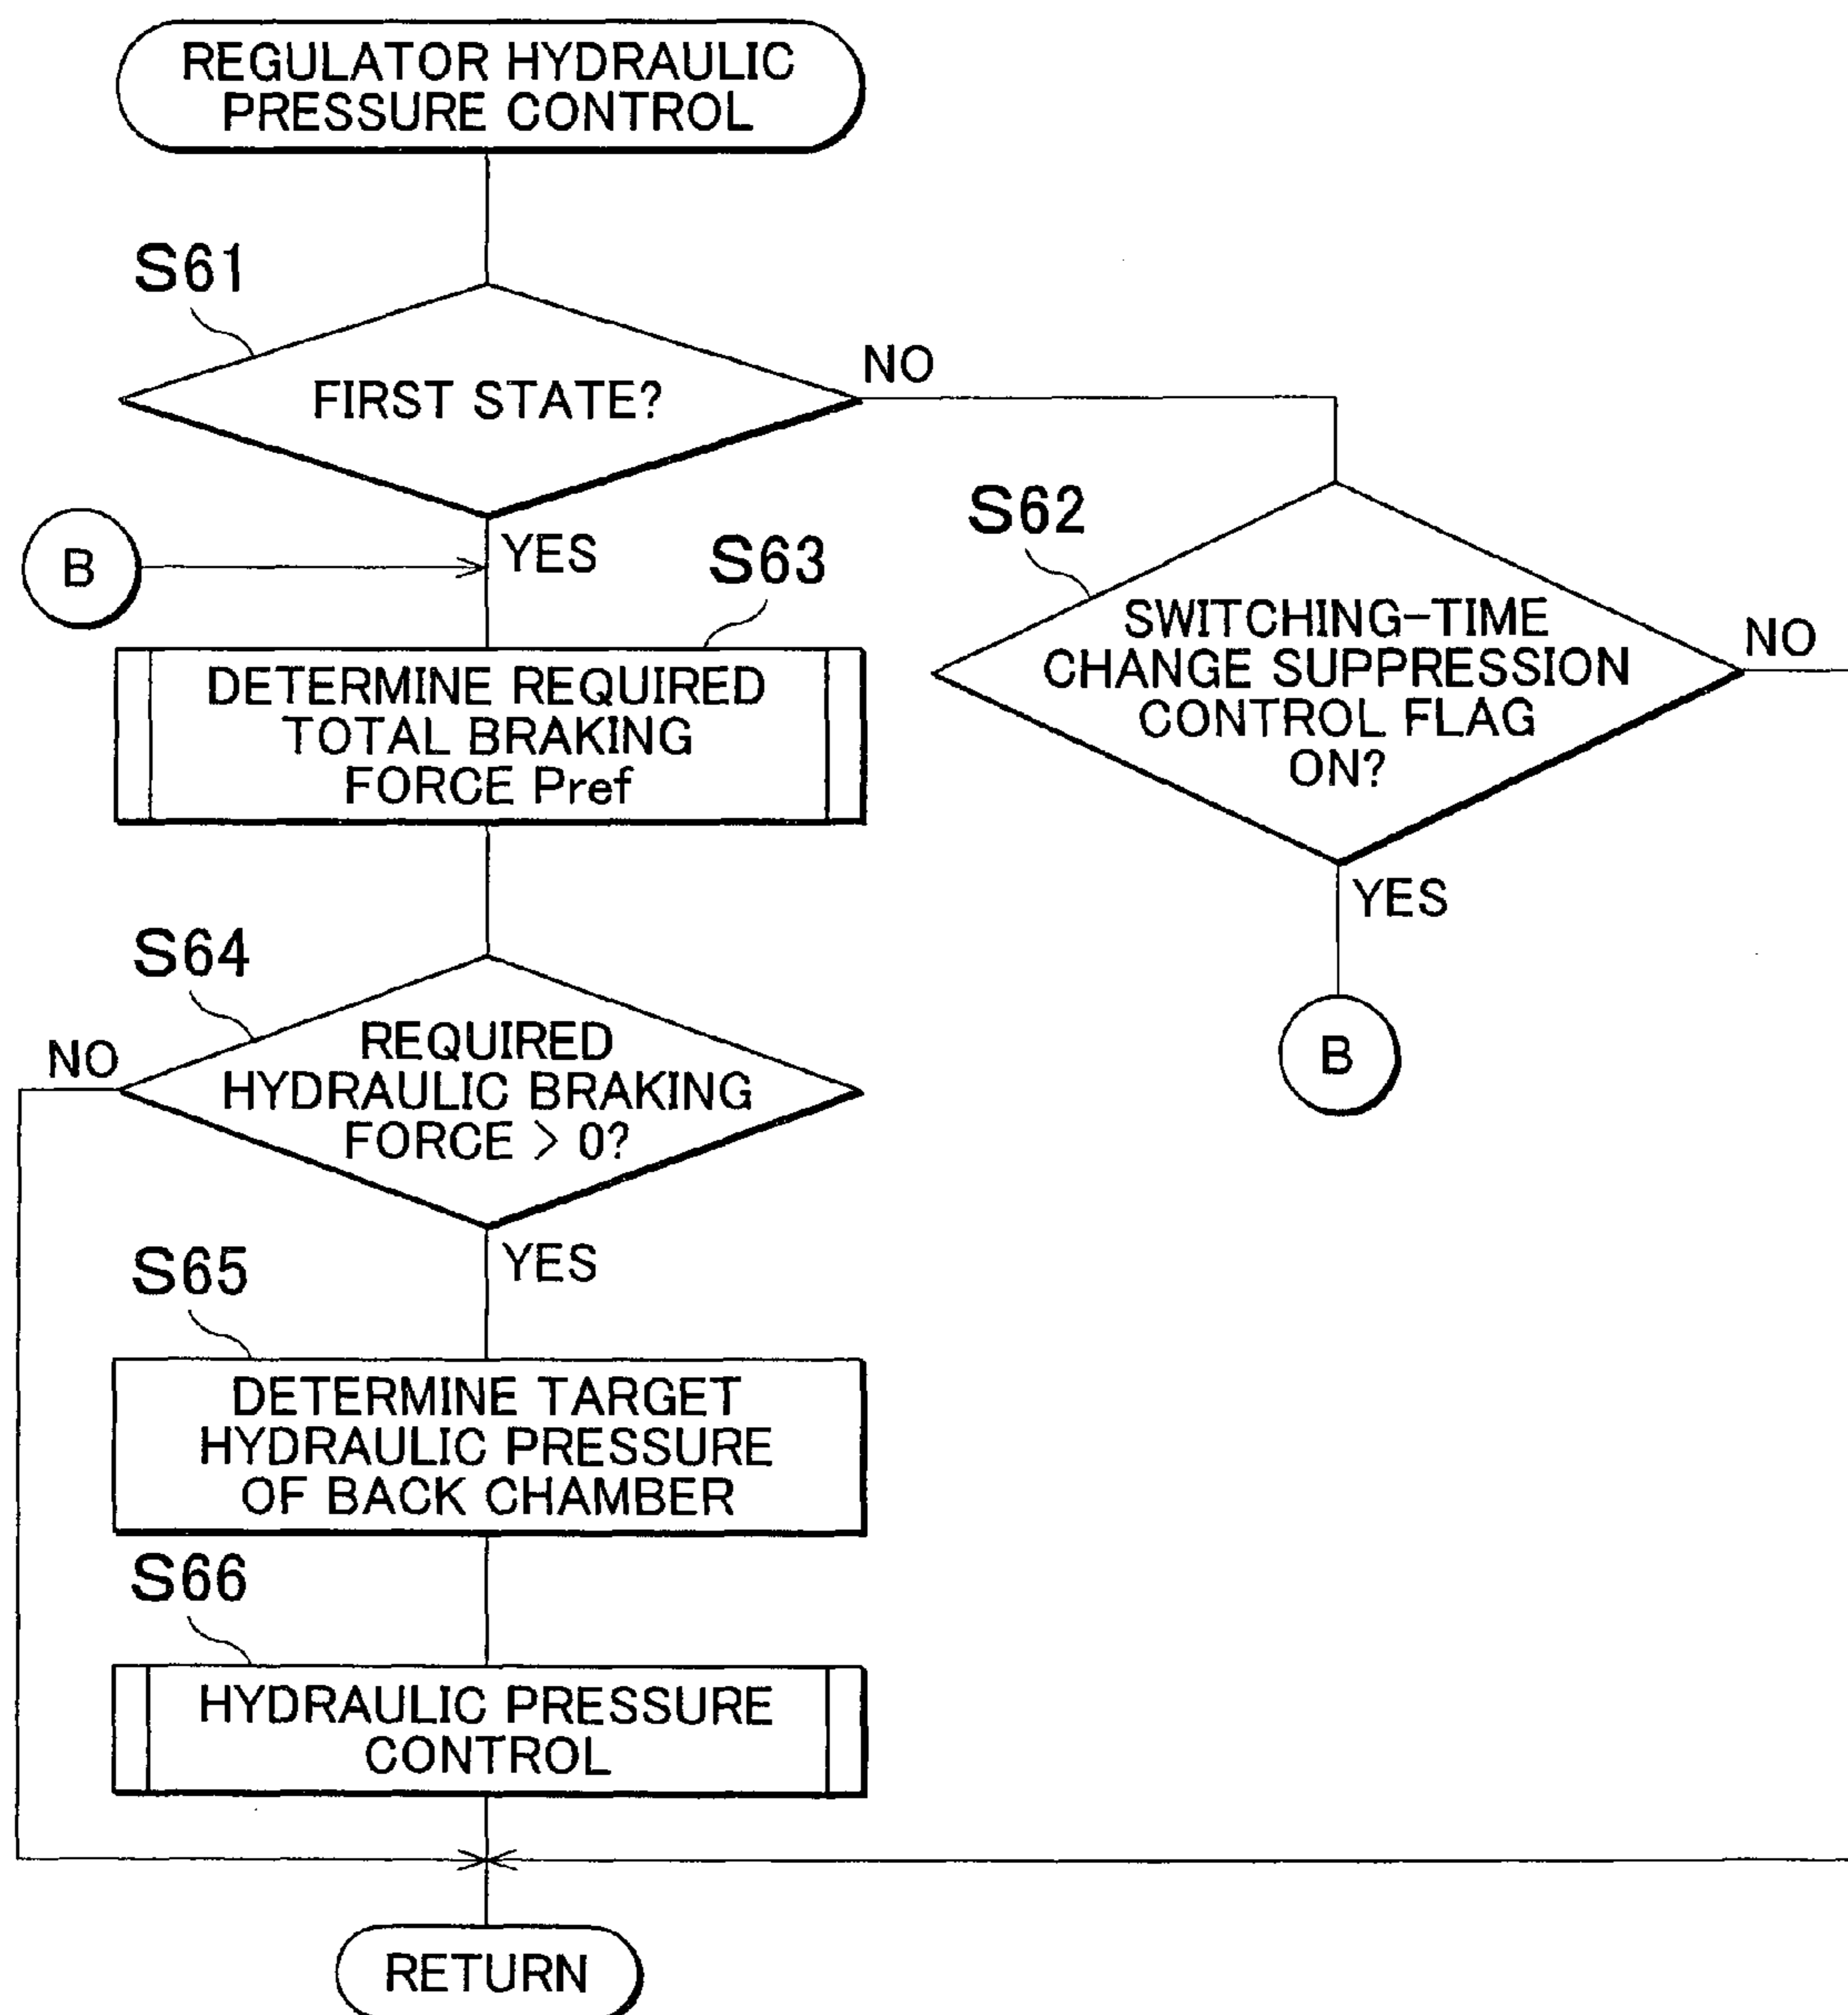 REGULATOR HYDRAULIC
PRESSURE CONTROL
S61
FIRST STATE?
NO
YES
B
S62
SWITCHING-TIME
CHANGE SUPPRESSION
CONTROL FLAG
ON?
NO
YES
B
S63
DETERMINE REQUIRED
TOTAL BRAKING
FORCE Pref
S64
REQUIRED
HYDRAULIC BRAKING
FORCE > 0?
NO
YES
S65
DETERMINE TARGET
HYDRAULIC PRESSURE
OF BACK CHAMBER
S66
HYDRAULIC PRESSURE
CONTROL
RETURN